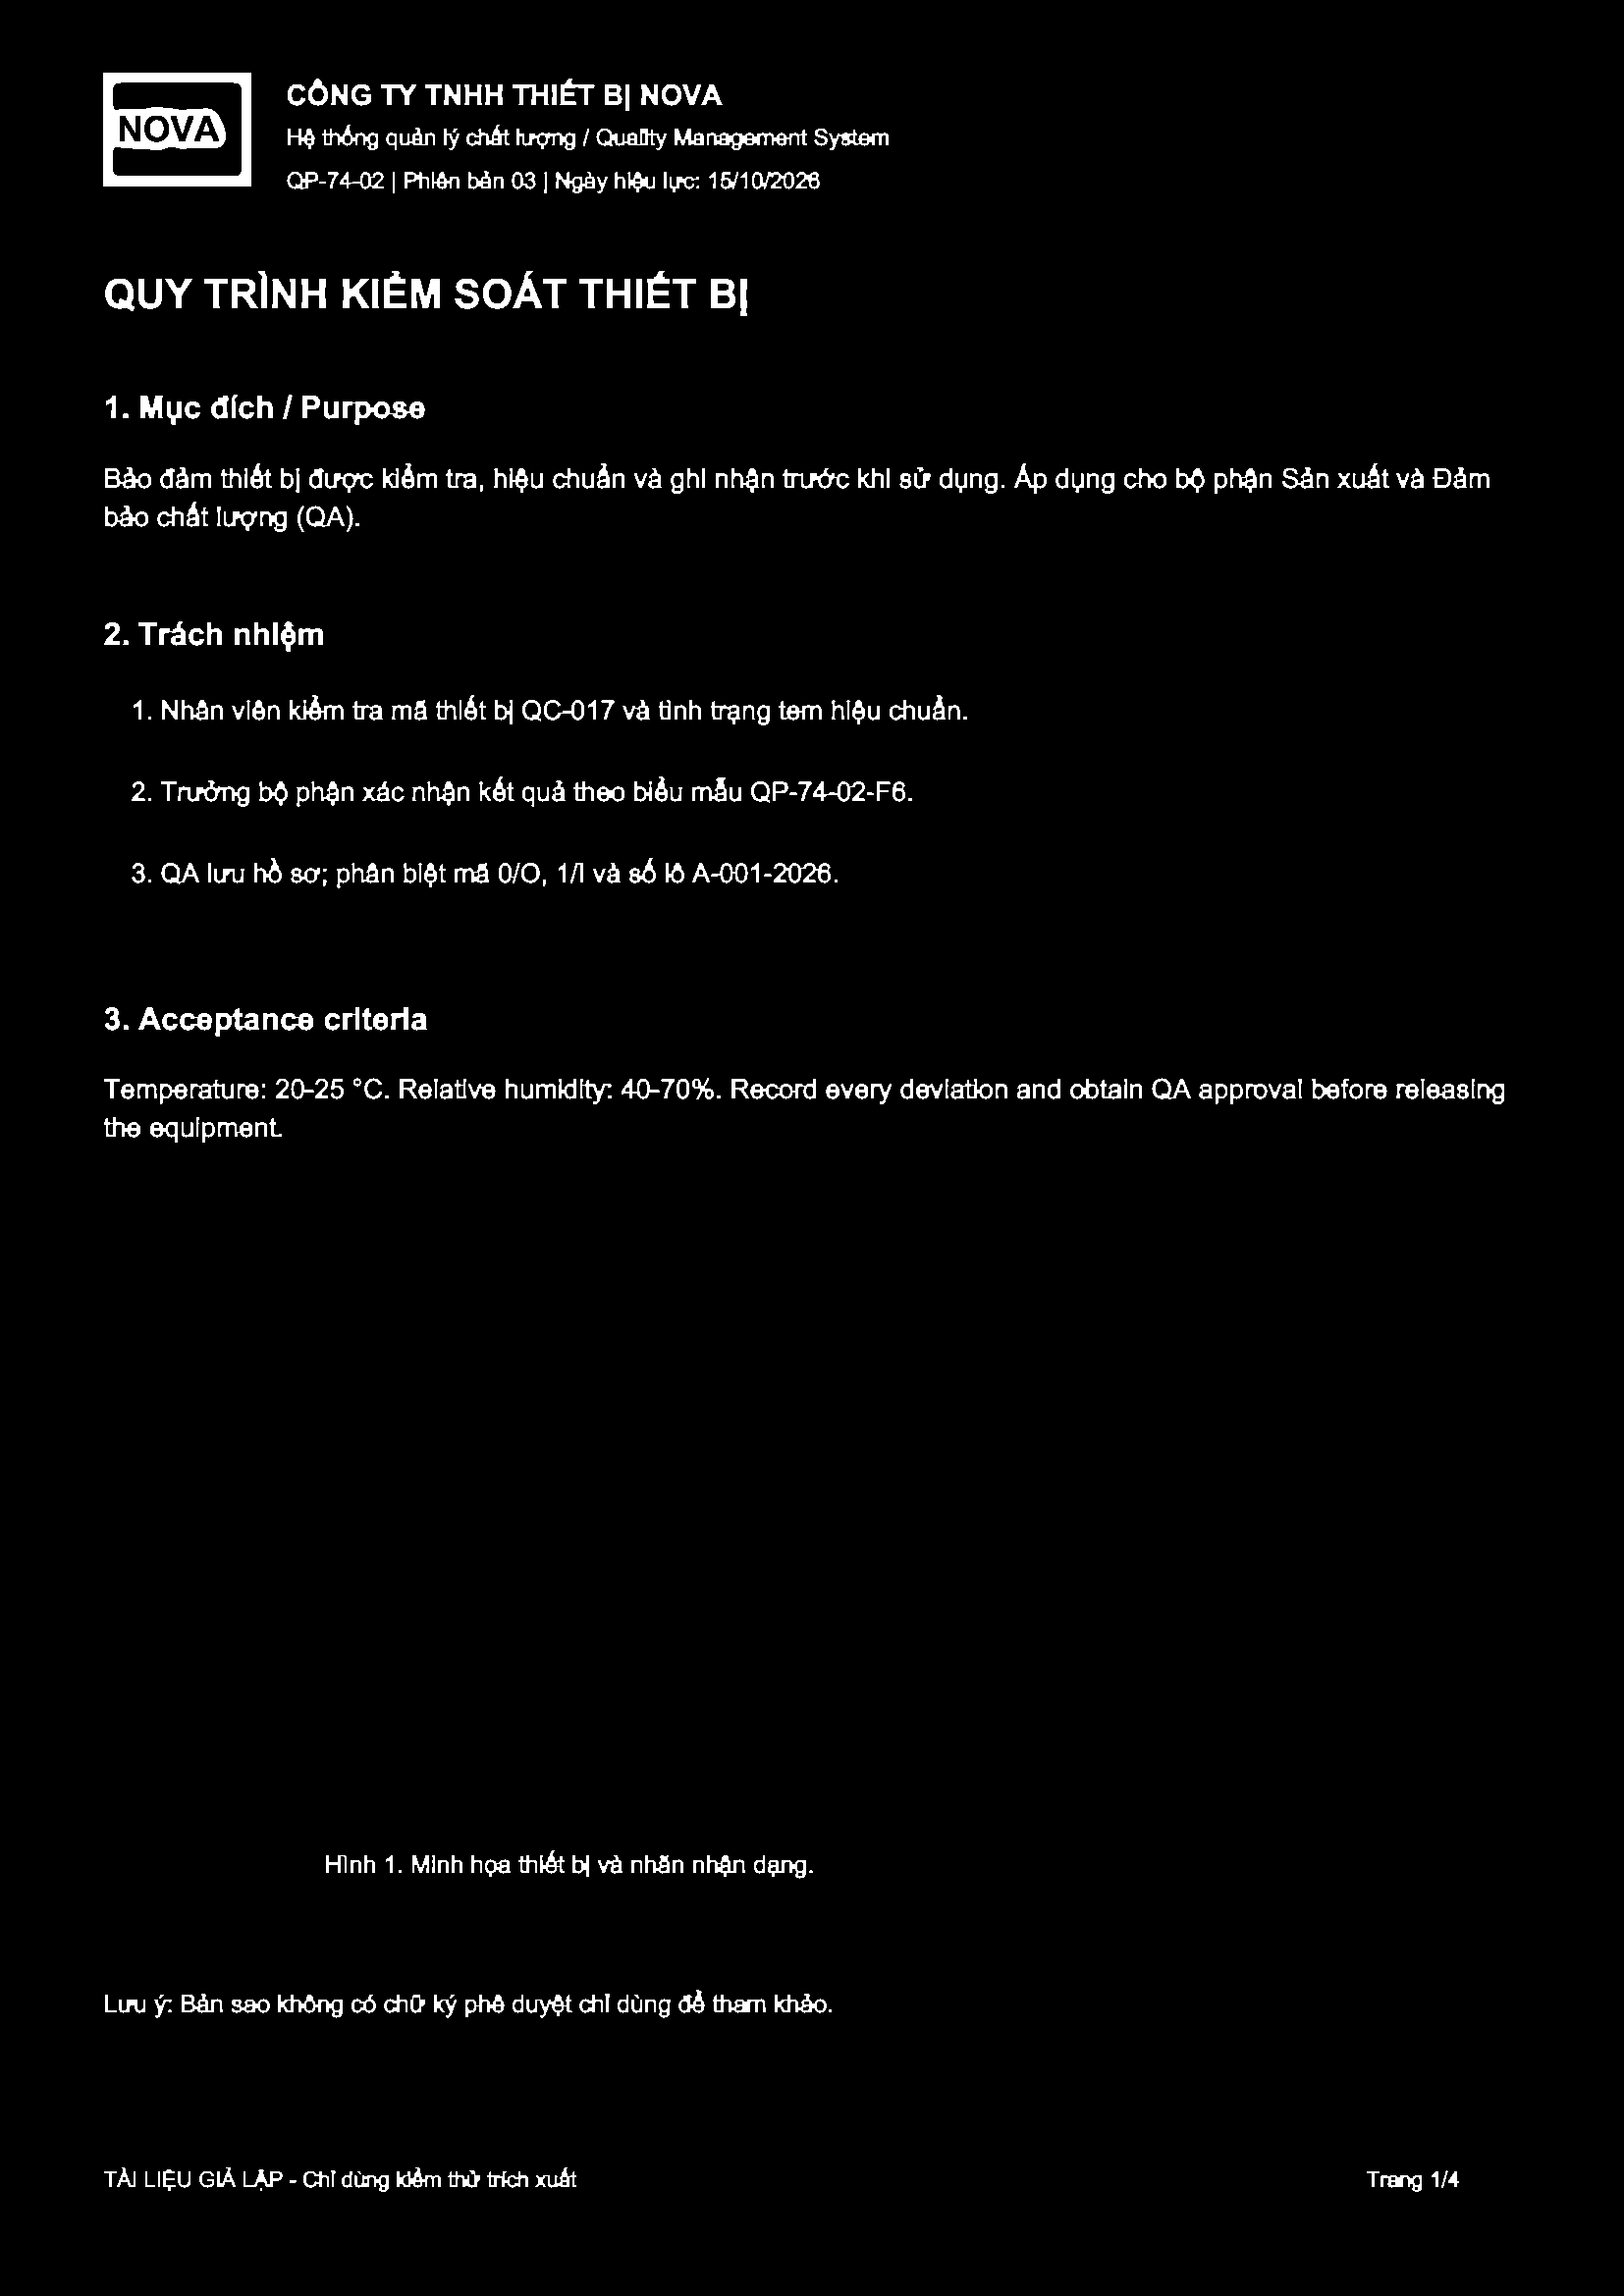 NOVA
CÔNG TY TNHH THIẾT BỊ NOVA
Hệ thống quản lý chất lượng / Quality Management System
QP-74-02 | Phiên bản 03 | Ngày hiệu lực: 15/10/2026
QUY TRÌNH KIỂM SOÁT THIẾT BỊ
1. Mục đích / Purpose
Bảo đảm thiết bị được kiểm tra, hiệu chuẩn và ghi nhận trước khi sử dụng. Áp dụng cho bộ phận Sản xuất và Đảm
bảo chất lượng (QA).
2. Trách nhiệm
1. Nhân viên kiểm tra mã thiết bị QC-017 và tình trạng tem hiệu chuẩn.
2. Trưởng bộ phận xác nhận kết quả theo biểu mẫu QP-74-02-F6.
3. QA lưu hồ sơ; phân biệt mã 0/O, 1/I và số lô A-001-2026.
3. Acceptance criteria
Temperature: 20-25 °C. Relative humidity: 40-70%. Record every deviation and obtain QA approval before releasing
the equipment.
Hình 1. Minh họa thiết bị và nhãn nhận dạng.
Lưu ý: Bản sao không có chữ ký phê duyệt chỉ dùng để tham khảo.
TÀI LIỆU GIẢ LẬP - Chỉ dùng kiểm thử trích xuất
Trang 1/4